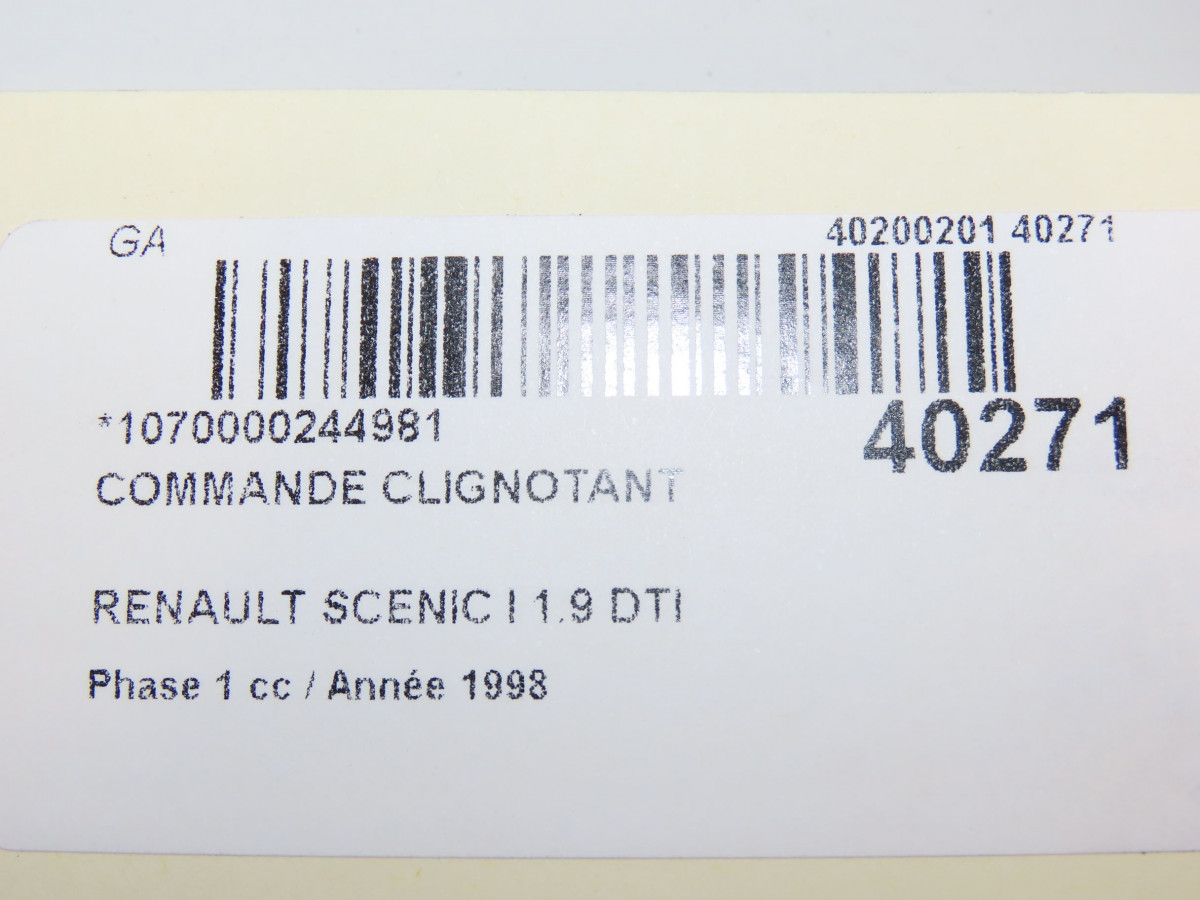 GA 40200201 40271
*1070000244981
40271
COMMANDE CLIGNOTANT
RENAULT SCENIC I 1.9 DTI
Phase 1 cc / Année 1998